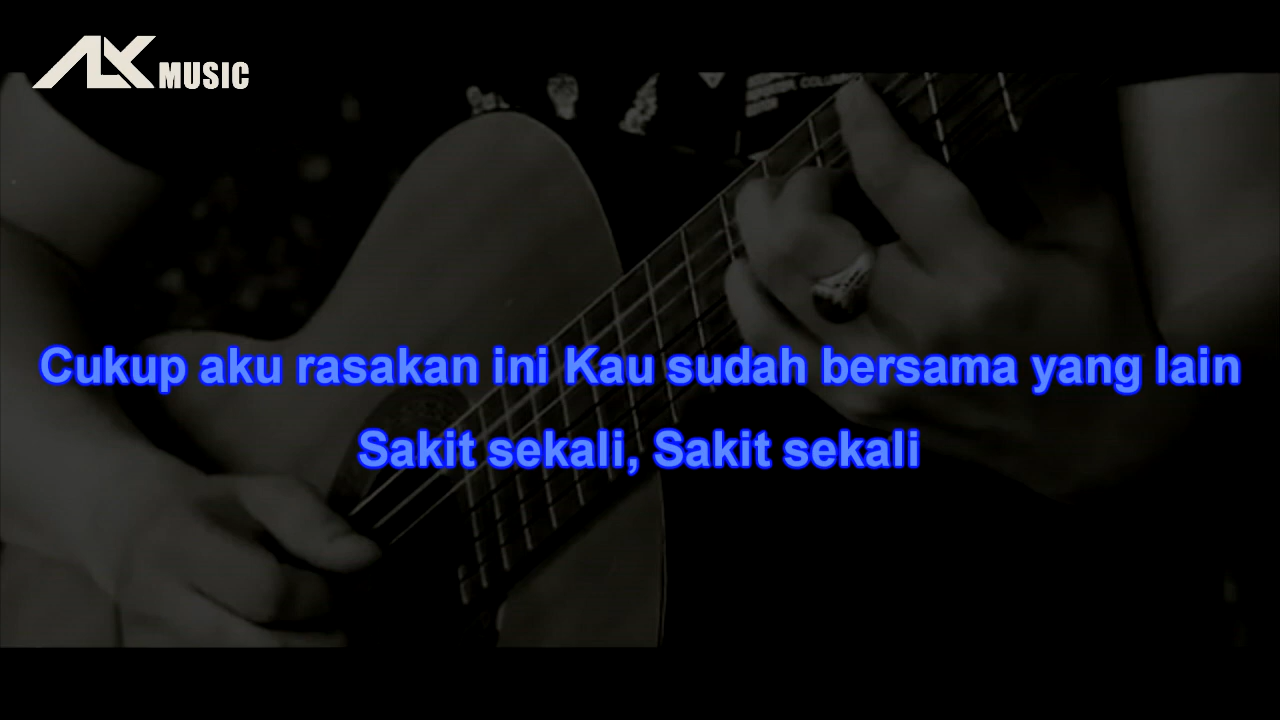 ALK MUSIC
Cukup aku rasakan ini Kau sudah bersama yang lain
Sakit sekali, Sakit sekali